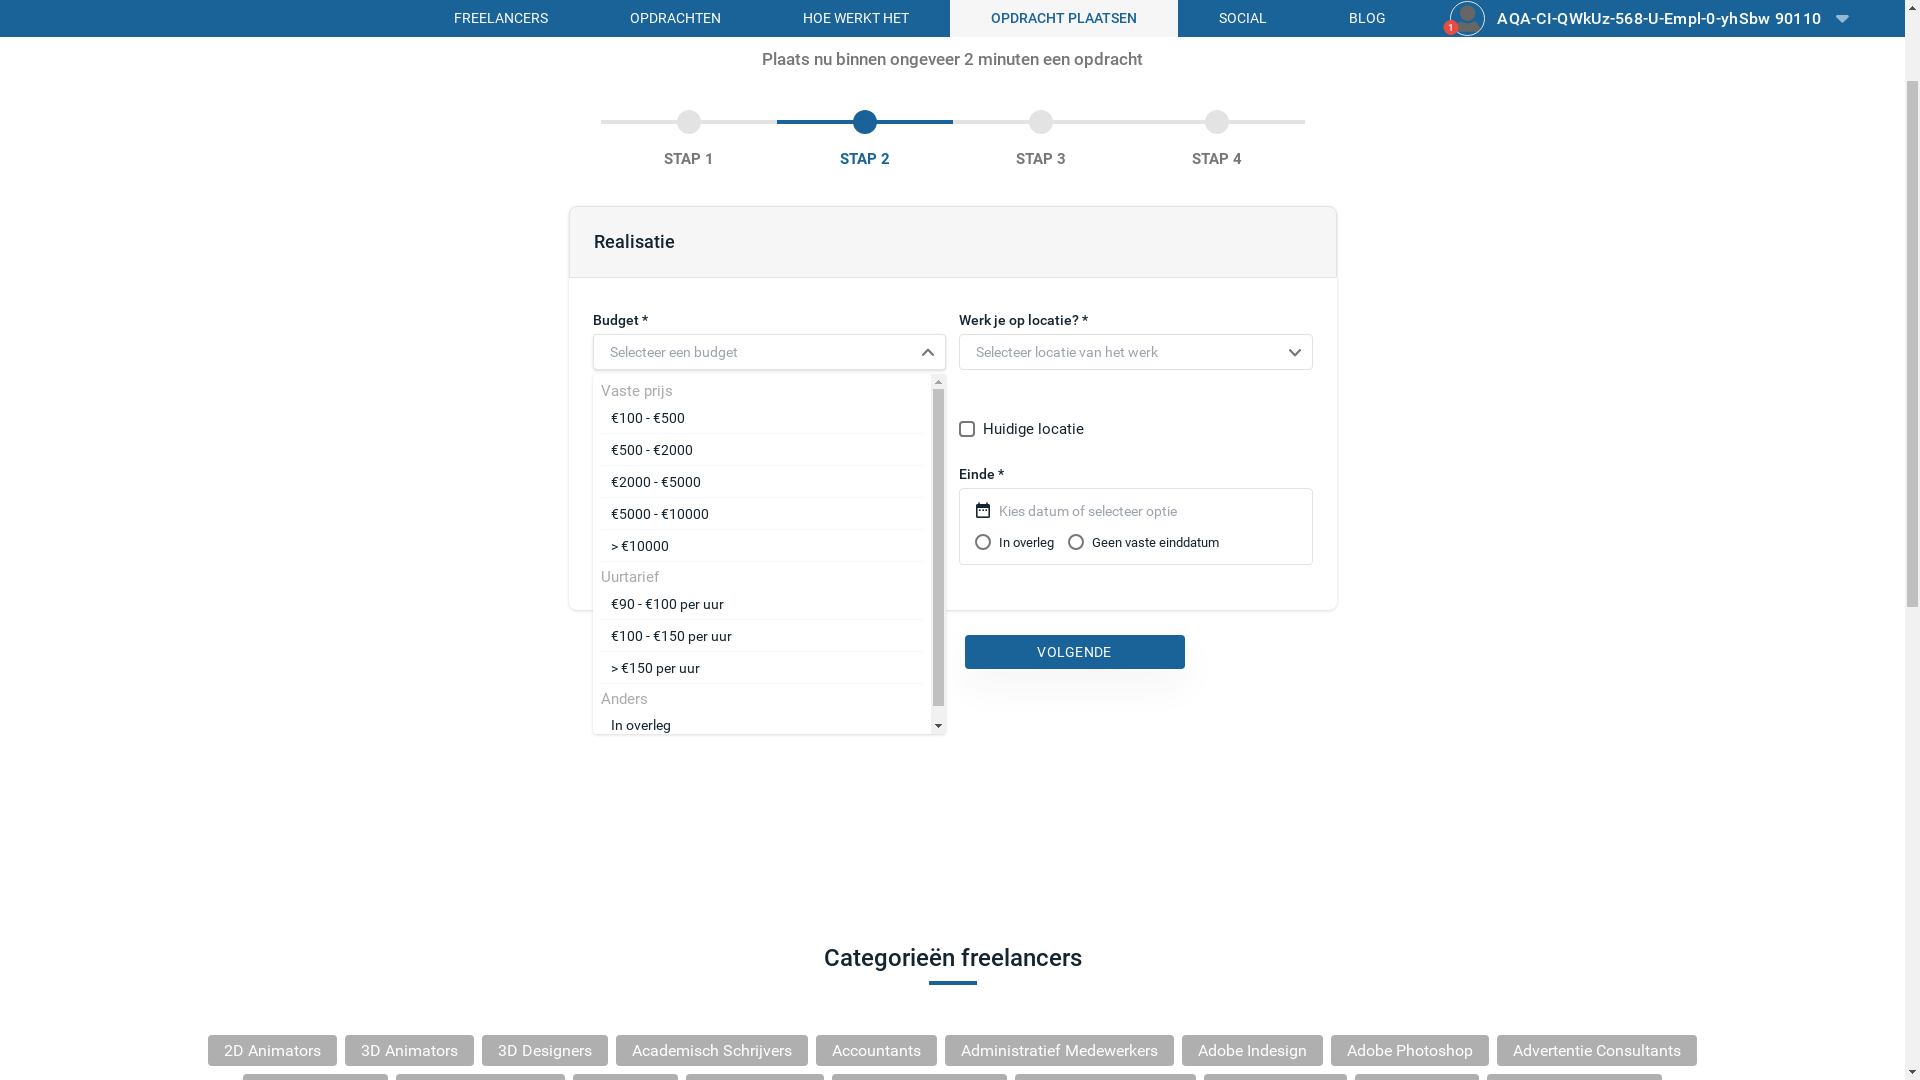 FREELANCERS OPDRACHTEN HOE WERKT HET OPDRACHT PLAATSEN SOCIAL BLOG 1 AQA-CI-QWkUz-568-U-Empl-0-yhSbw 90110
Plaats nu binnen ongeveer 2 minuten een opdracht
STAP 1 STAP 2 STAP 3 STAP 4
Realisatie
Budget * Werk je op locatie? *
Selecteer een budget Selecteer locatie van het werk
Vaste prijs
€100 - €500
Huidige locatie
€500 - €2000
Einde *
€2000 - €5000
€5000 - €10000 Kies datum of selecteer optie
> €10000 In overleg Geen vaste einddatum
Uurtarief
€90 - €100 per uur
€100 - €150 per uur
VOLGENDE
> €150 per uur
Anders
In overleg
Categorieën freelancers
2D Animators 3D Animators 3D Designers Academisch Schrijvers Accountants Administratief Medewerkers Adobe Indesign Adobe Photoshop Advertentie Consultants